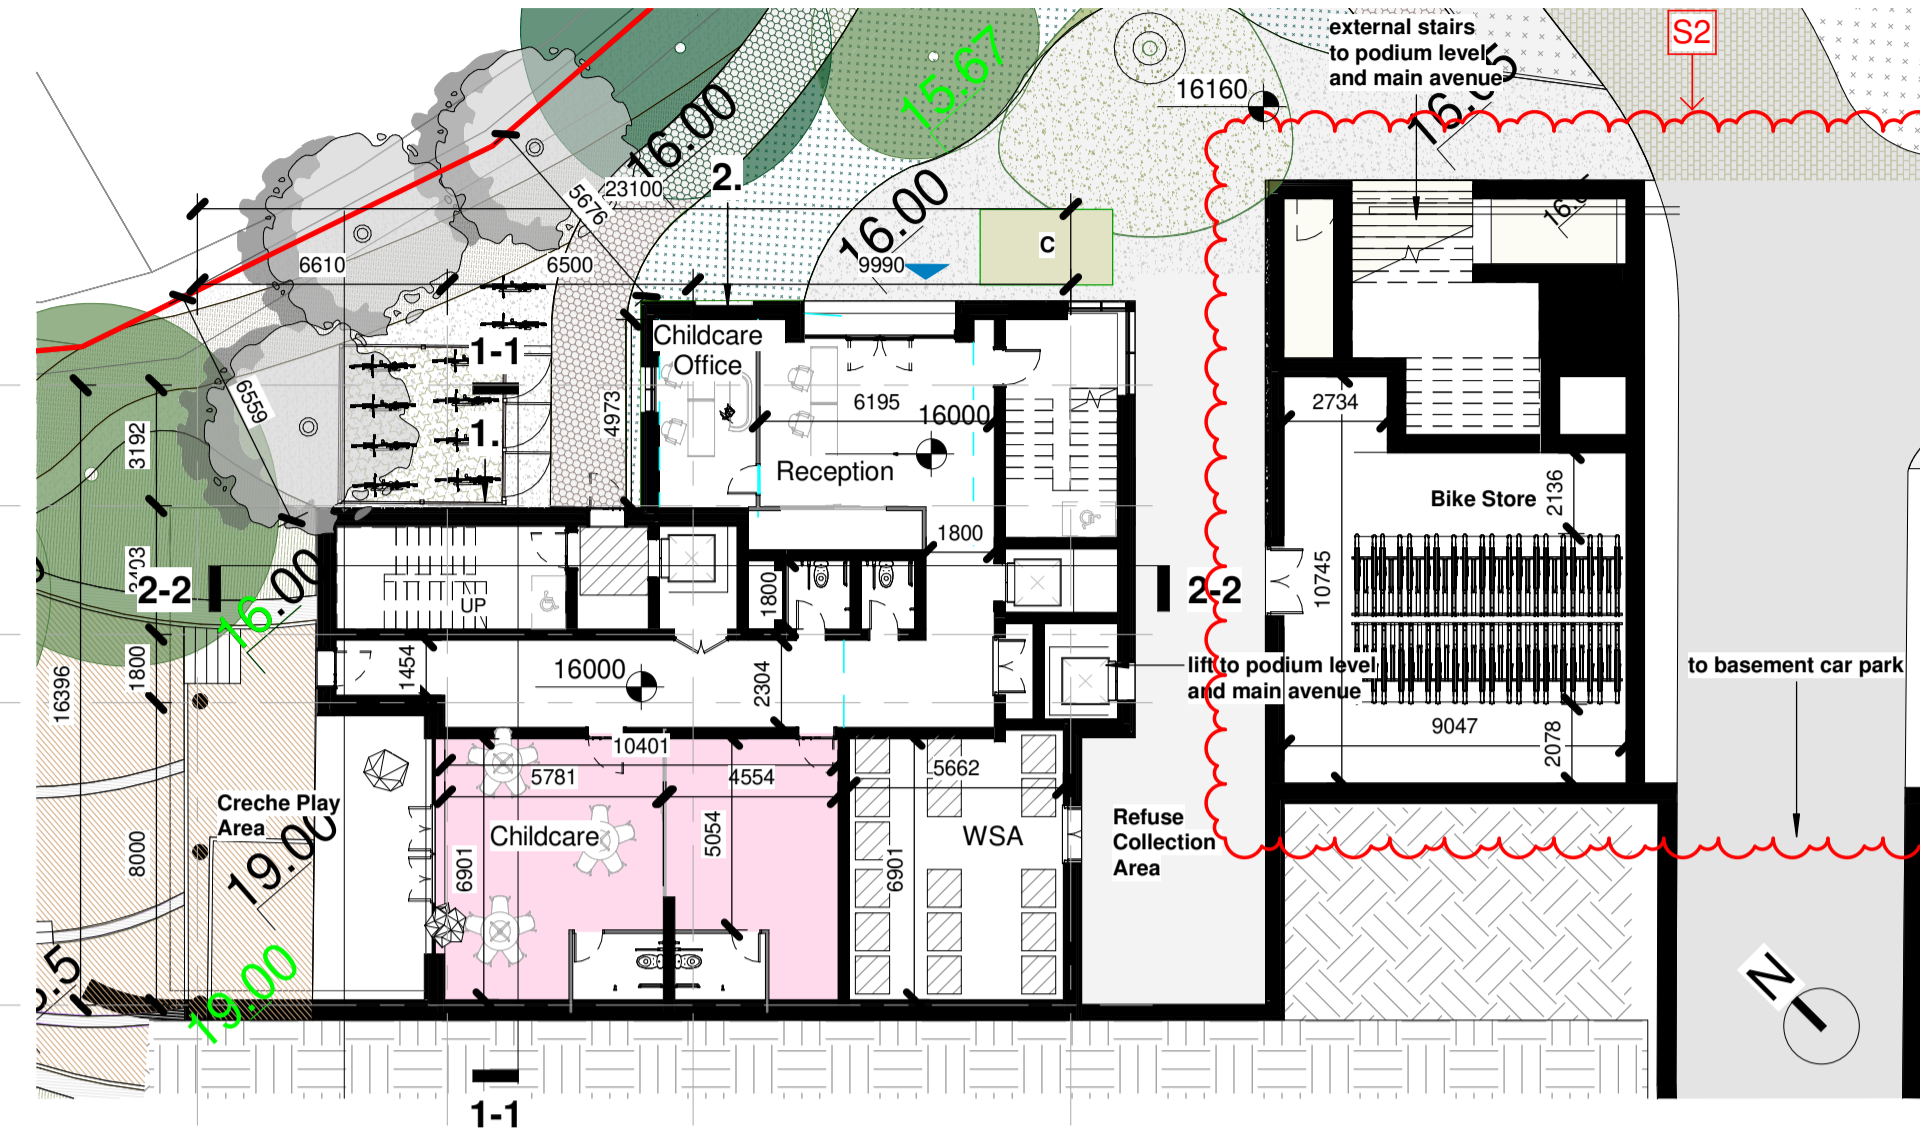 external stairs
to podium level
and main avenue
S2
15.67
16160
16.00
2.
23100
5676
16.00
C
6610
6500
9990
1-1
Childcare
Office
6559
4973
6195
16000
2734
3192
1.
Reception
Bike Store
2136
1800
10745
2-2
UP
1800
2-2
16.00
1800
1454
16000
2304
lift to podium level
and main avenue
to basement car park
16396
9047
2078
10401
5781
4554
5662
Creche Play
Area
19.00
8000
Childcare
5054
6901
WSA
6901
Refuse
Collection
Area
19.00
N
1-1